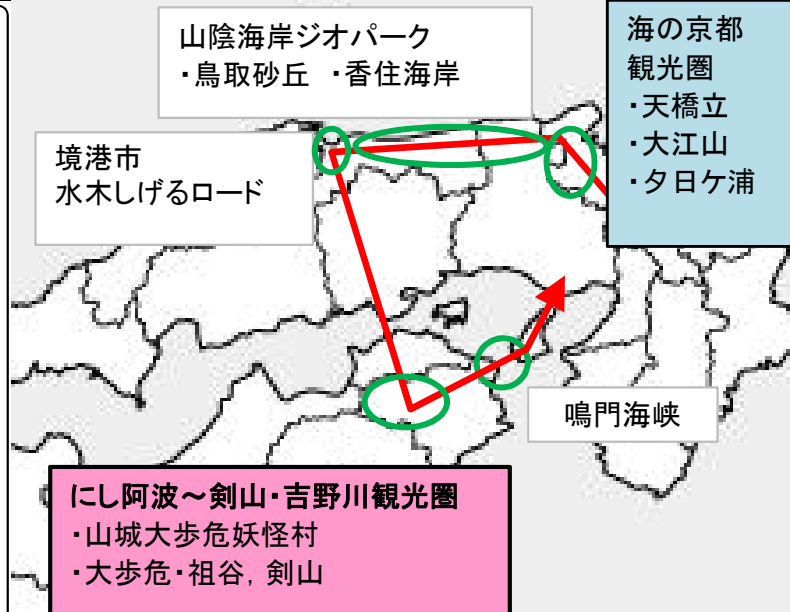 山陰海岸ジオパーク
・鳥取砂丘 ・香住海岸
海の京都
観光圏
・天橋立
・大江山
・夕日ケ浦
境港市
水木しげるロード
鳴門海峡
にし阿波～剣山・吉野川観光圏
・山城大歩危妖怪村
・大歩危・祖谷, 剣山